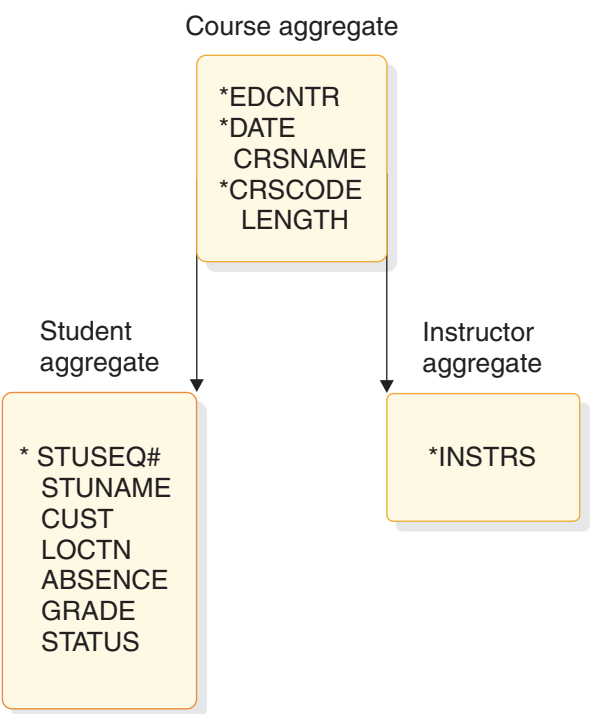 Course aggregate
*EDCNTR
*DATE
CRSNAME
*CRSCODE
LENGTH
Student
aggregate
* STUSEQ#
STUNAME
CUST
LOCTN
ABSENCE
GRADE
STATUS
Instructor
aggregate
*INSTRS